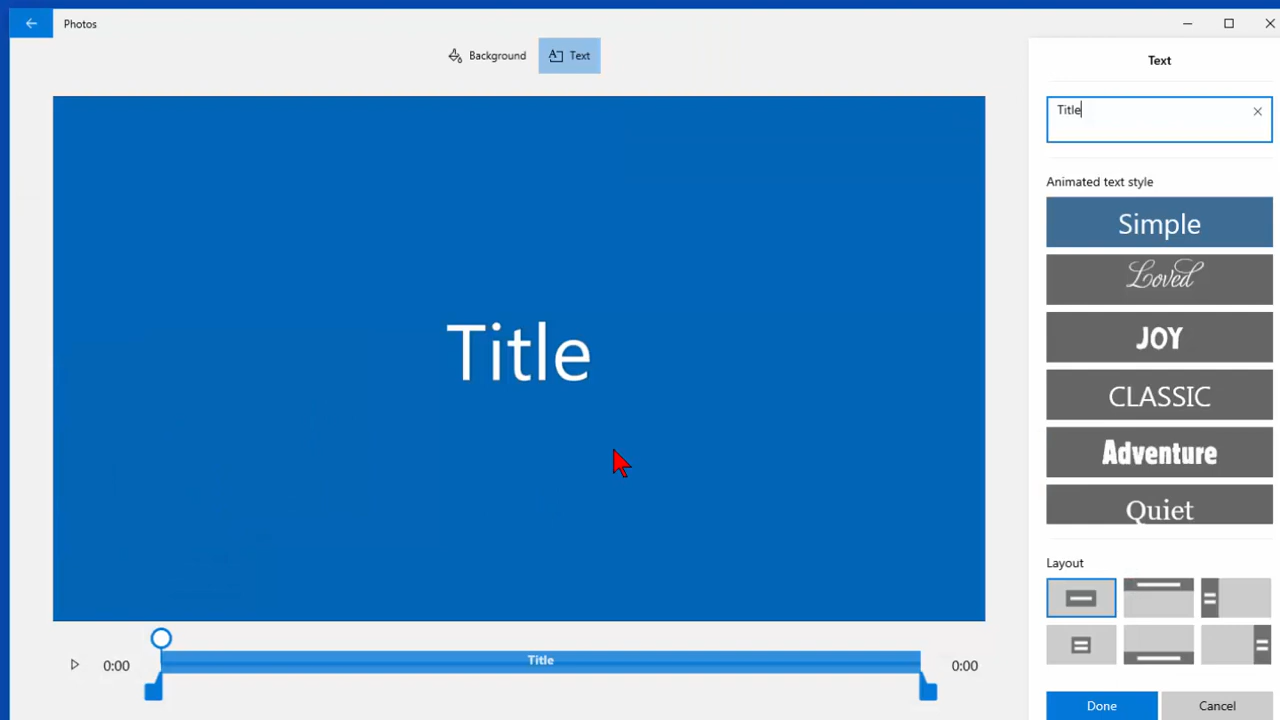 Photos
Background
Text
Text
Title
Animated text style
Simple
Loved
JOY
CLASSIC
Adventure
Quiet
Title
Layout
0:00
Title
0:00
Done
Cancel